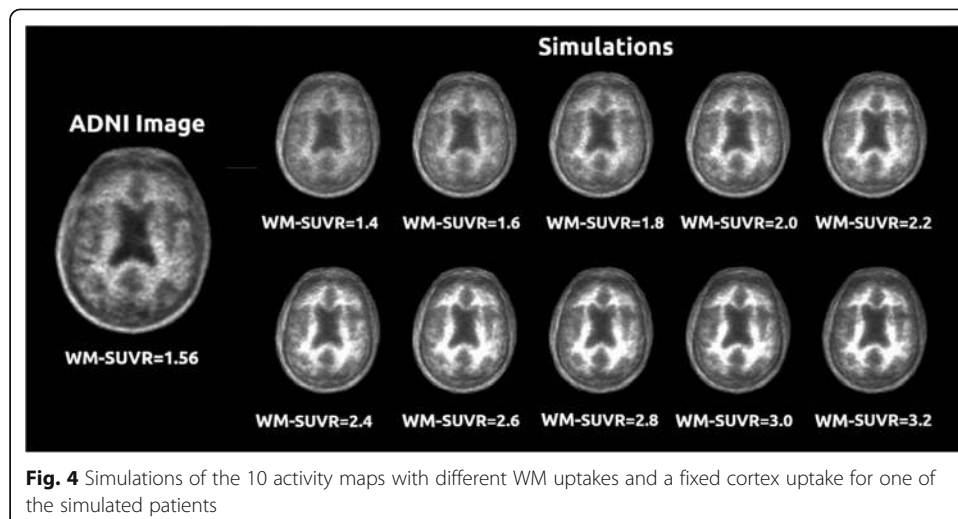 Simulations
ADNI Image
WM-SUVR=1.4 WM-SUVR=1.6 WM-SUVR=1.8 WM-SUVR=2.0 WM-SUVR=2.2
WM-SUVR=1.56
WM-SUVR=2.4 WM-SUVR=2.6 WM-SUVR=2.8 WM-SUVR=3.0 WM-SUVR=3.2
Fig. 4 Simulations of the 10 activity maps with different WM uptakes and a fixed cortex uptake for one of
the simulated patients